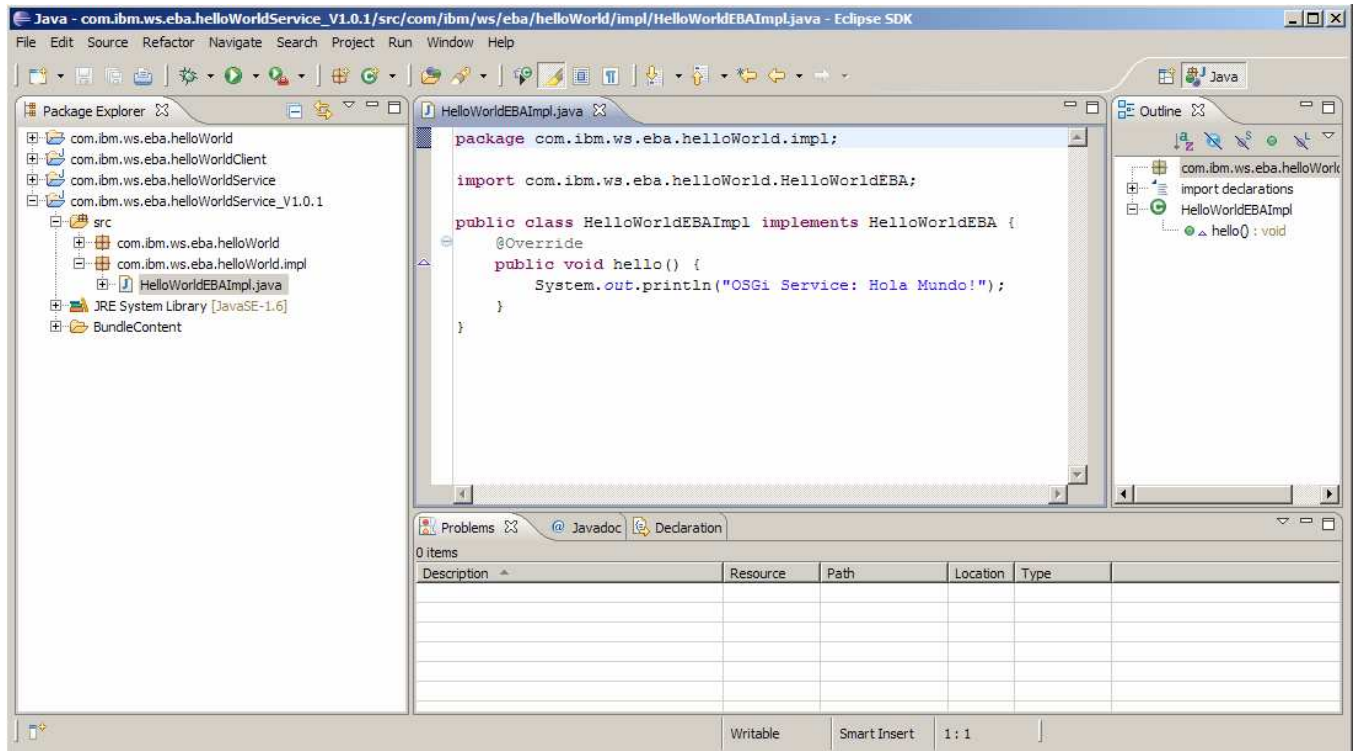 Java - com.ibm.ws.eba.helloWorldService_V1.0.1/src/com/ibm/ws/eba/helloWorld/impl/HelloWorldEBAImpl.java - Eclipse SDK
File Edit Source Refactor Navigate Search Project Run Window Help
Java
Package Explorer
com.ibm.ws.eba.helloWorld
com.ibm.ws.eba.helloWorldClient
com.ibm.ws.eba.helloWorldService
com.ibm.ws.eba.helloWorldService_V1.0.1
src
com.ibm.ws.eba.helloWorld
com.ibm.ws.eba.helloWorld.impl
HelloWorldEBAImpl.java
JRE System Library [JavaSE-1.6]
BundleContent
HelloWorldEBAImpl.java
package com.ibm.ws.eba.helloWorld.impl;
import com.ibm.ws.eba.helloWorld.HelloWorldEBA;
public class HelloWorldEBAImpl implements HelloWorldEBA {
@Override
public void hello() {
System.out.println("OSGi Service: Hola Mundo!");
}
}
Outline
com.ibm.ws.eba.helloWorld
import declarations
HelloWorldEBAImpl
hello() : void
Problems @ Javadoc Declaration
0 items
Description Resource Path Location Type
Writable Smart Insert 1 : 1